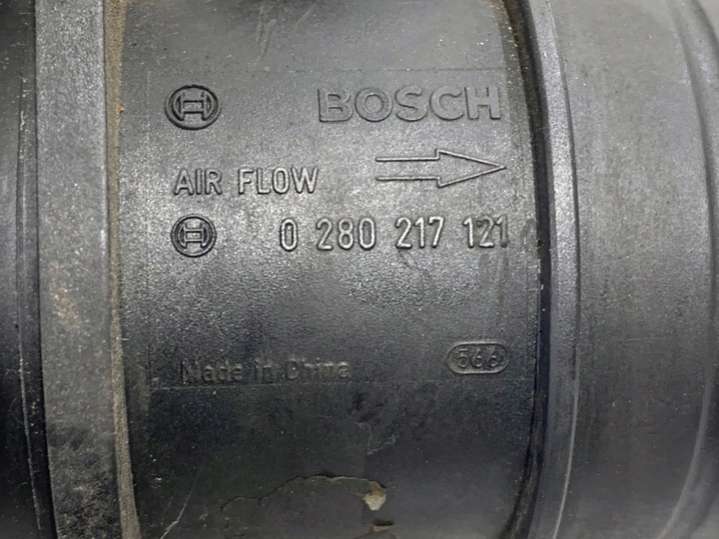 BOSCH
AIR FLOW
0 280 217 121
Made in China
566